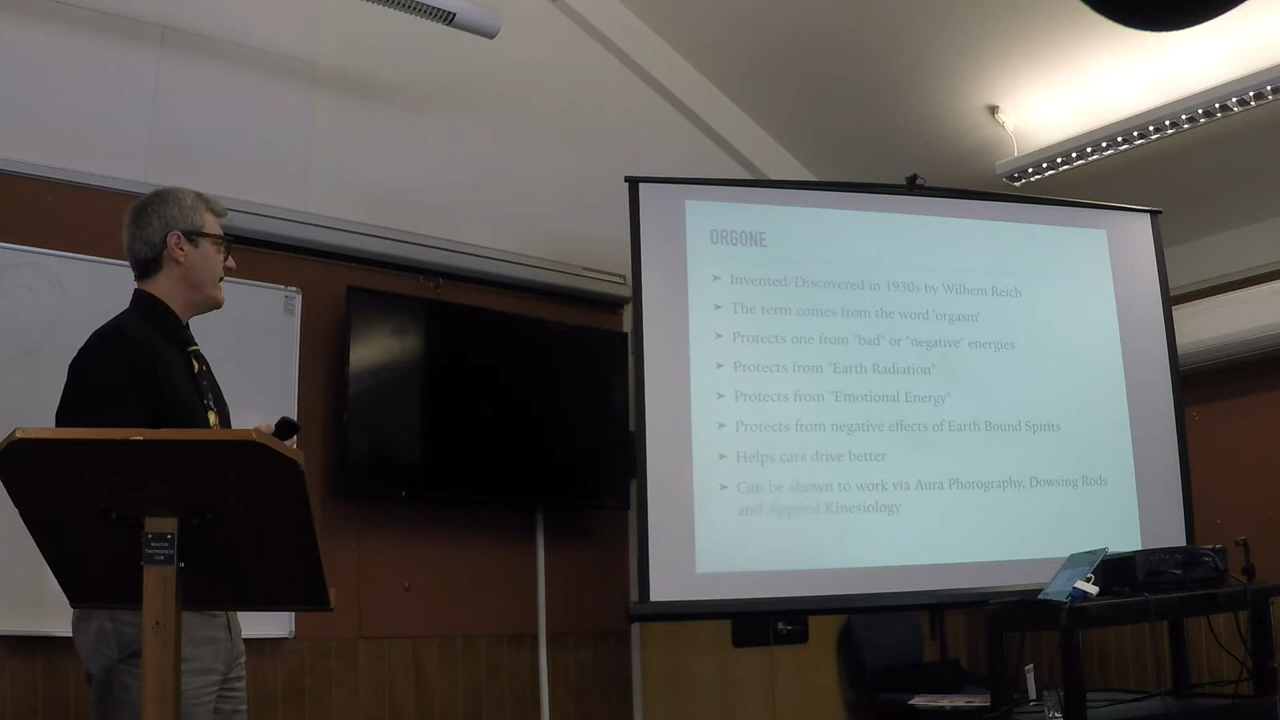 ORGONE
➤ Invented/Discovered in 1930s by Wilhem Reich
➤ The term comes from the word 'orgasm'
➤ Protects one from "bad" or "negative" energies
➤ Protects from "Earth Radiation"
➤ Protects from "Emotional Energy"
➤ Protects from negative effects of Earth Bound Spirits
➤ Helps cars drive better
➤ Can be shown to work via Aura Photography, Dowsing Rods
and Applied Kinesiology